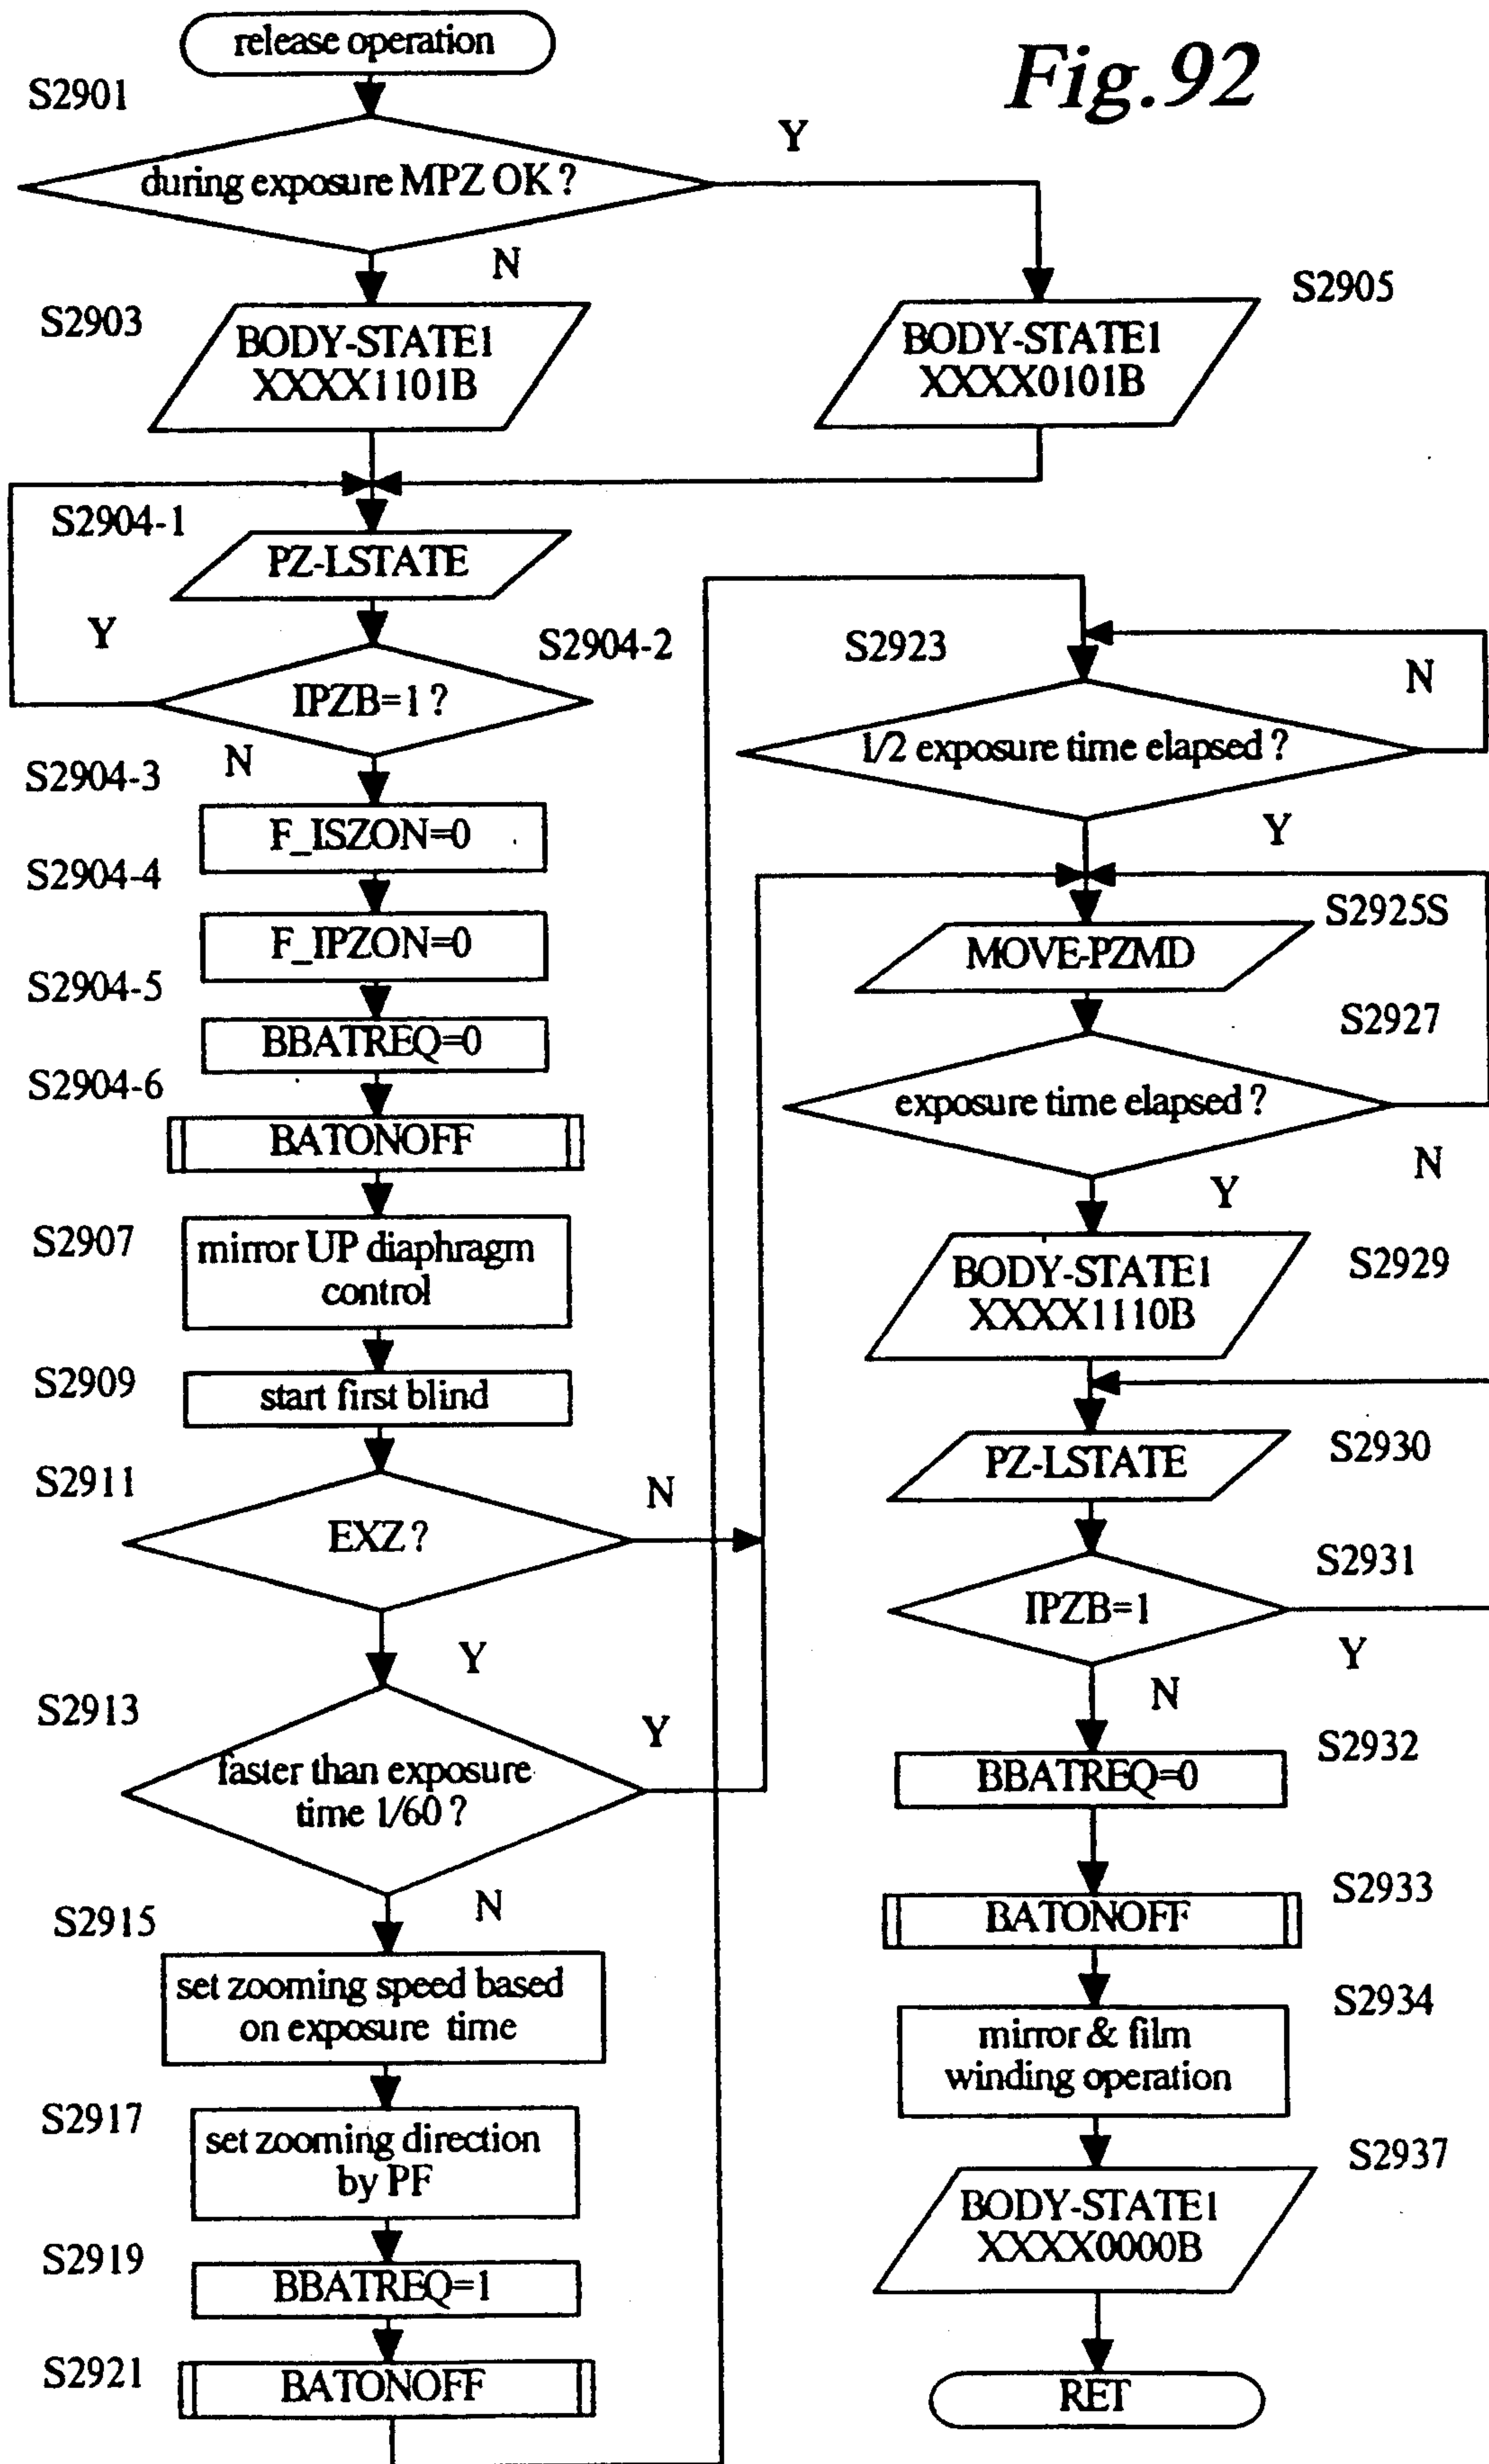 Fig.92
release operation
S2901
during exposure MPZ OK ?
Y
N
S2903
BODY-STATE1
XXXX1101B
S2905
BODY-STATE1
XXXX0101B
S2904-1
PZ-LSTATE
Y
S2904-2
IPZB=1 ?
N
S2904-3
F_ISZON=0
S2904-4
F_IPZON=0
S2904-5
BBATREQ=0
S2904-6
BATONOFF
S2907
mirror UP diaphragm
control
S2909
start first blind
S2911
EXZ ?
N
Y
S2913
faster than exposure
time 1/60 ?
Y
N
S2915
set zooming speed based
on exposure time
S2917
set zooming direction
by PF
S2919
BBATREQ=1
S2921
BATONOFF
S2923
1/2 exposure time elapsed ?
N
Y
S2925S
MOVE-PZMD
S2927
exposure time elapsed ?
N
Y
S2929
BODY-STATE1
XXXX1110B
S2930
PZ-LSTATE
S2931
IPZB=1
Y
N
S2932
BBATREQ=0
S2933
BATONOFF
S2934
mirror & film
winding operation
S2937
BODY-STATE1
XXXX0000B
RET